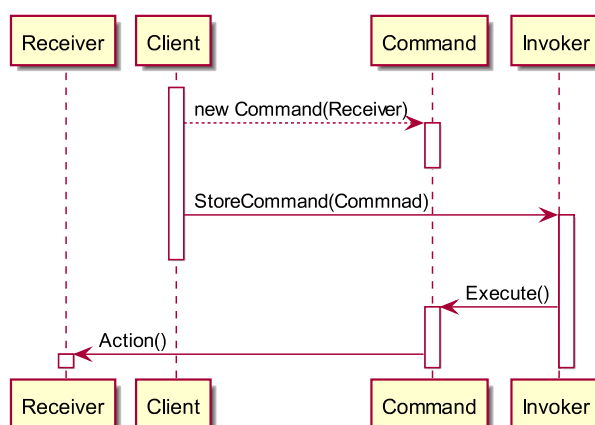 Receiver Client Command Invoker
new Command(Receiver)
StoreCommand(Commnad)
Execute()
Action()
Receiver Client Command Invoker